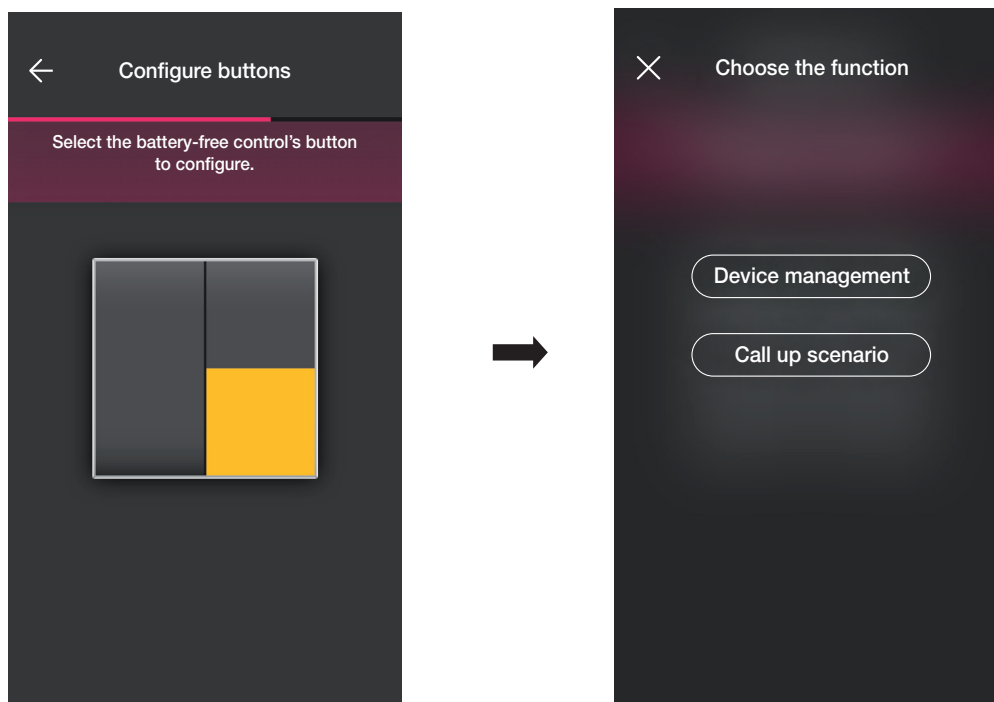 Configure buttons
Select the battery-free control's button
to configure.
Choose the function
Device management
Call up scenario